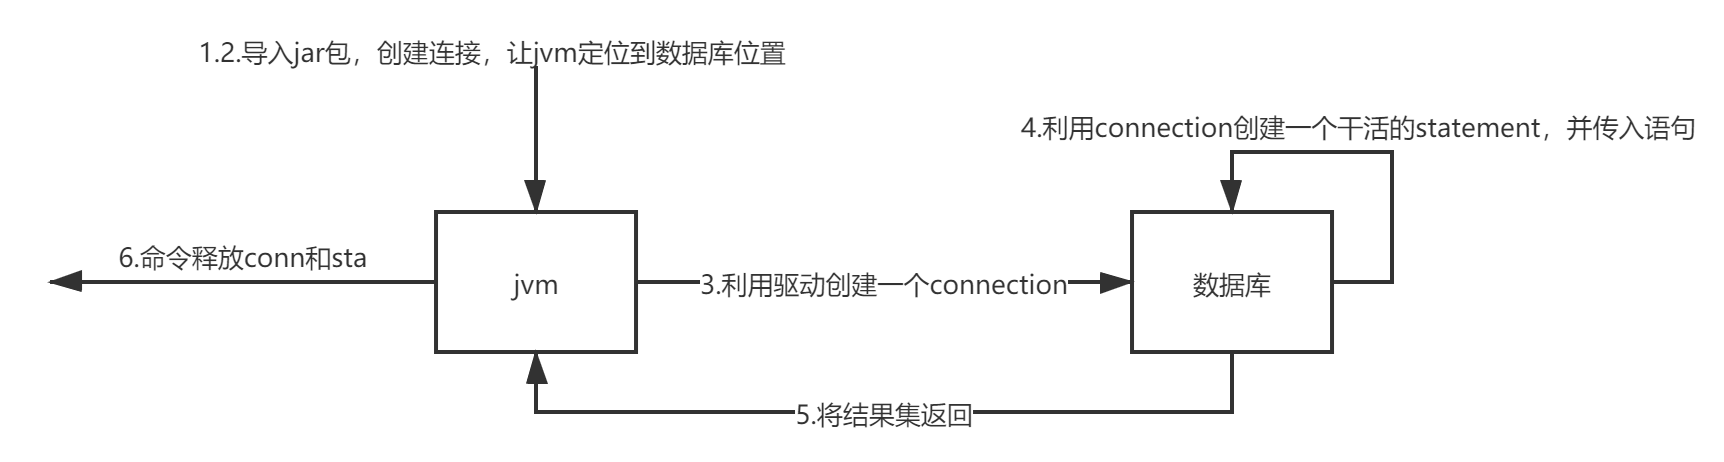 1.2.导入jar包，创建连接，让jvm定位到数据库位置
4.利用connection创建一个干活的statement，并传入语句
6.命令释放conn和sta
jvm
3.利用驱动创建一个connection
数据库
5.将结果集返回